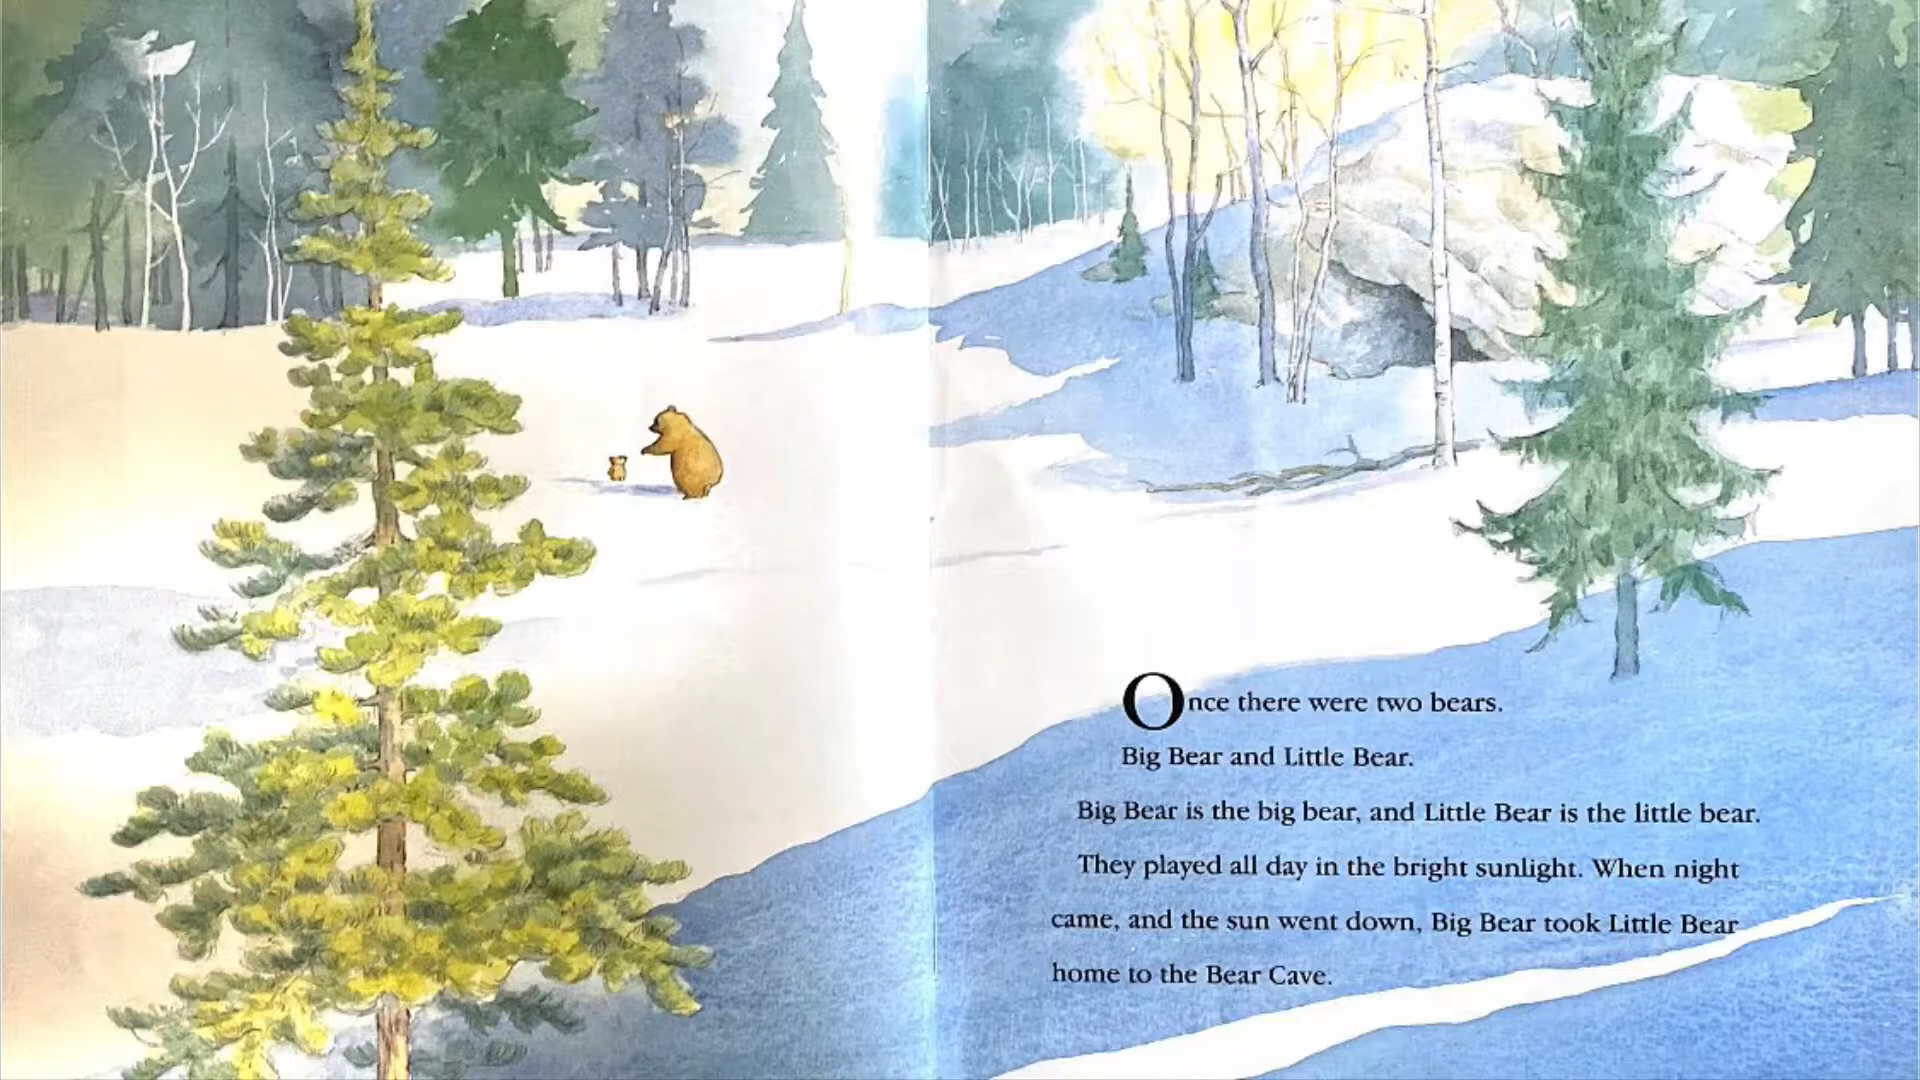 Once there were two bears.
Big Bear and Little Bear.
Big Bear is the big bear, and Little Bear is the little bear.
They played all day in the bright sunlight. When night
came, and the sun went down, Big Bear took Little Bear
home to the Bear Cave.